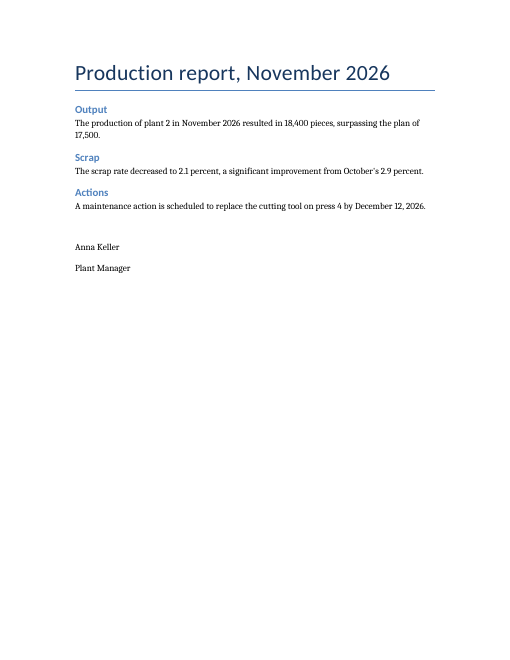 Production report, November 2026
Output
The production of plant 2 in November 2026 resulted in 18,400 pieces, surpassing the plan of
17,500.
Scrap
The scrap rate decreased to 2.1 percent, a significant improvement from October's 2.9 percent.
Actions
A maintenance action is scheduled to replace the cutting tool on press 4 by December 12, 2026.
Anna Keller
Plant Manager